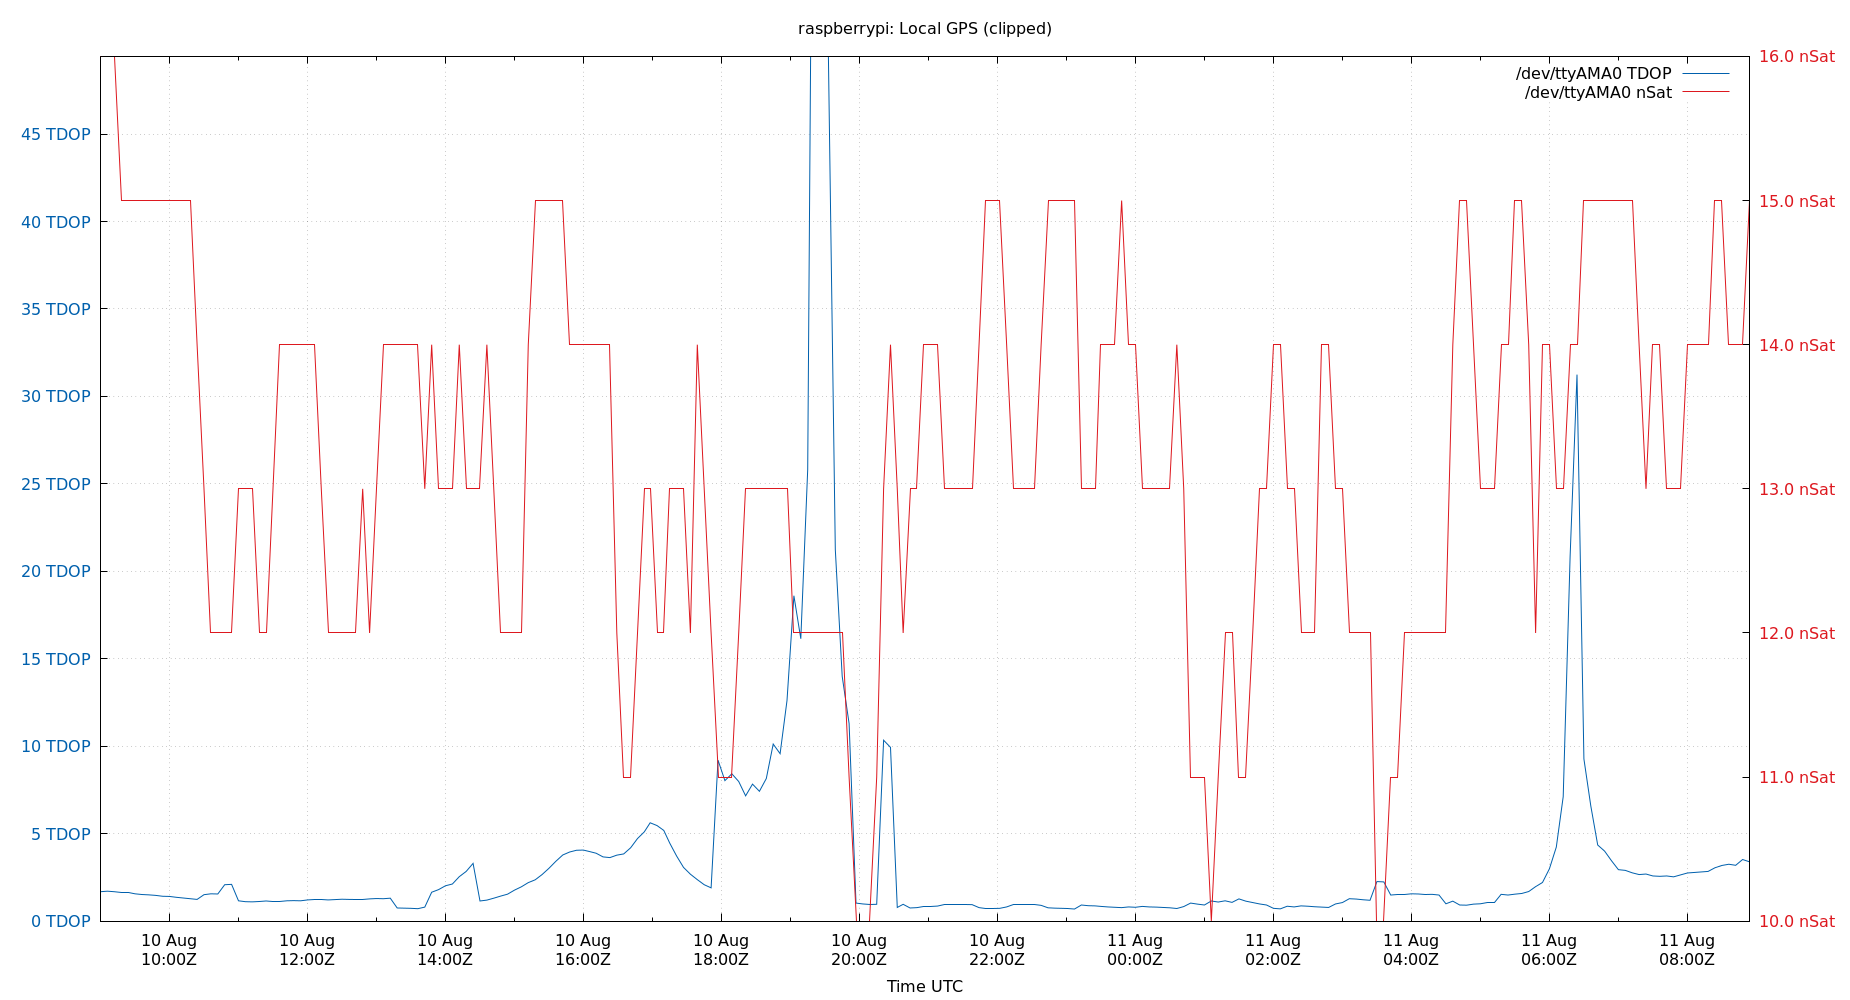 raspberrypi: Local GPS (clipped)
/dev/ttyAMA0 TDOP
/dev/ttyAMA0 nSat
45 TDOP
40 TDOP
35 TDOP
30 TDOP
25 TDOP
20 TDOP
15 TDOP
10 TDOP
5 TDOP
0 TDOP
16.0 nSat
15.0 nSat
14.0 nSat
13.0 nSat
12.0 nSat
11.0 nSat
10.0 nSat
10 Aug
10:00Z
10 Aug
12:00Z
10 Aug
14:00Z
10 Aug
16:00Z
10 Aug
18:00Z
10 Aug
20:00Z
10 Aug
22:00Z
11 Aug
00:00Z
11 Aug
02:00Z
11 Aug
04:00Z
11 Aug
06:00Z
11 Aug
08:00Z
Time UTC